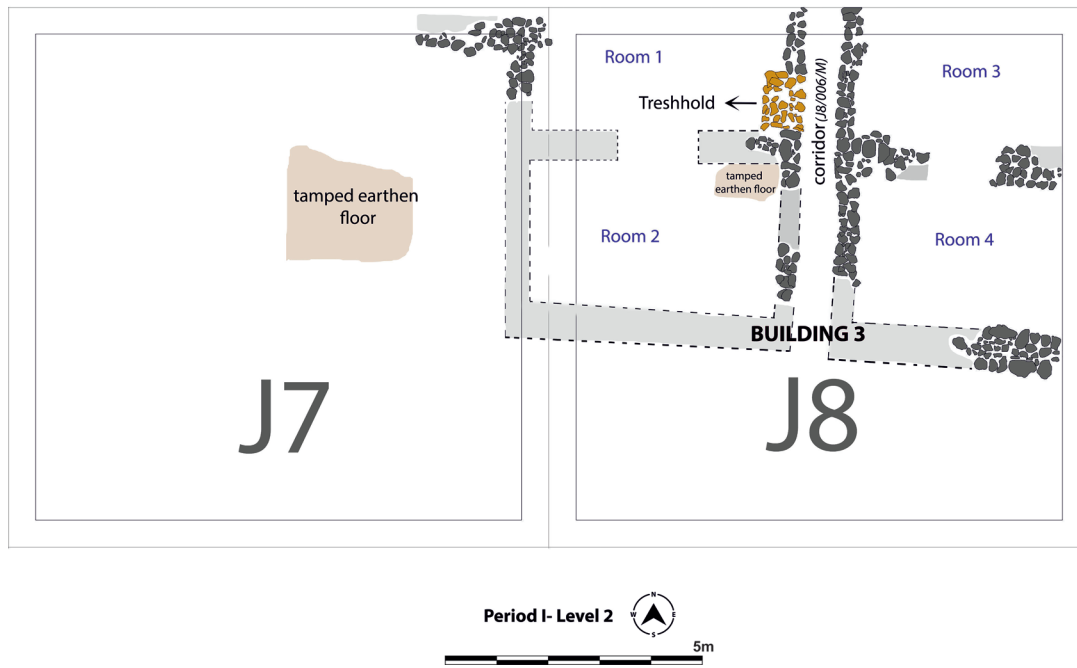 Room 1
Room 3
Treshhold
corridor (J8/006/M)
tamped earthen
floor
tamped
earthen floor
Room 2
Room 4
BUILDING 3
J7
J8
Period I- Level 2
N
W
E
S
5m